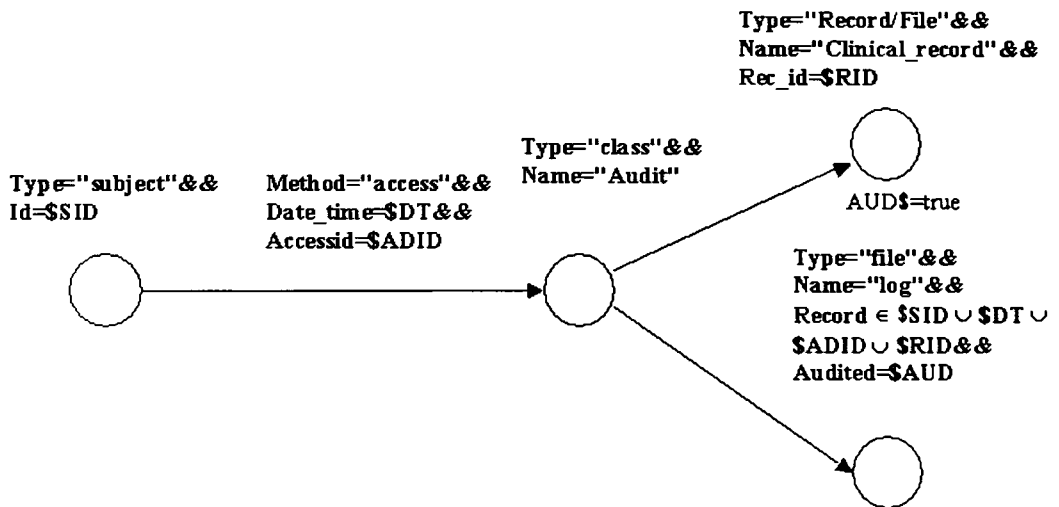 Type="Record/File"&&
Name="Clinical_record"&&
Rec_id=$RID
Type="class"&&
Name="Audit"
Type="subject"&&
Id=$SID
Method="access"&&
Date_time=$DT&&
Accessid=$ADID
AUD$=true
Type="file"&&
Name="log"&&
Record ∈ $SID ∪ $DT ∪
$ADID ∪ $RID&&
Audited=$AUD